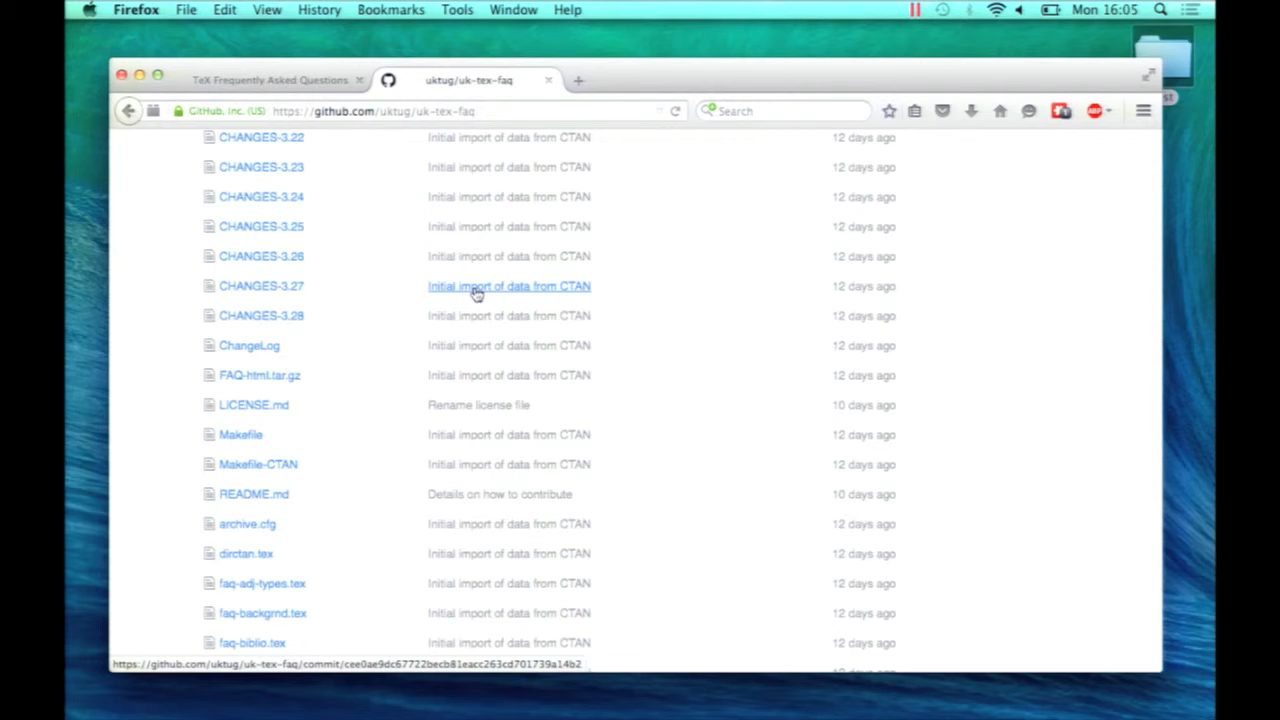 Firefox File Edit View History Bookmarks Tools Window Help Mon 16:05
TeX Frequently Asked Questions uktug/uk-tex-faq
GitHub, Inc. (US) https://github.com/uktug/uk-tex-faq Search
CHANGES-3.22 Initial import of data from CTAN 12 days ago
CHANGES-3.23 Initial import of data from CTAN 12 days ago
CHANGES-3.24 Initial import of data from CTAN 12 days ago
CHANGES-3.25 Initial import of data from CTAN 12 days ago
CHANGES-3.26 Initial import of data from CTAN 12 days ago
CHANGES-3.27 Initial import of data from CTAN 12 days ago
CHANGES-3.28 Initial import of data from CTAN 12 days ago
ChangeLog Initial import of data from CTAN 12 days ago
FAQ-html.tar.gz Initial import of data from CTAN 12 days ago
LICENSE.md Rename license file 10 days ago
Makefile Initial import of data from CTAN 12 days ago
Makefile-CTAN Initial import of data from CTAN 12 days ago
README.md Details on how to contribute 10 days ago
archive.cfg Initial import of data from CTAN 12 days ago
dirctan.tex Initial import of data from CTAN 12 days ago
faq-adj-types.tex Initial import of data from CTAN 12 days ago
faq-backgrnd.tex Initial import of data from CTAN 12 days ago
faq-biblio.tex Initial import of data from CTAN 12 days ago
https://github.com/uktug/uk-tex-faq/commit/cee0ae9dc67722becb81eacc263cd701739a14b2